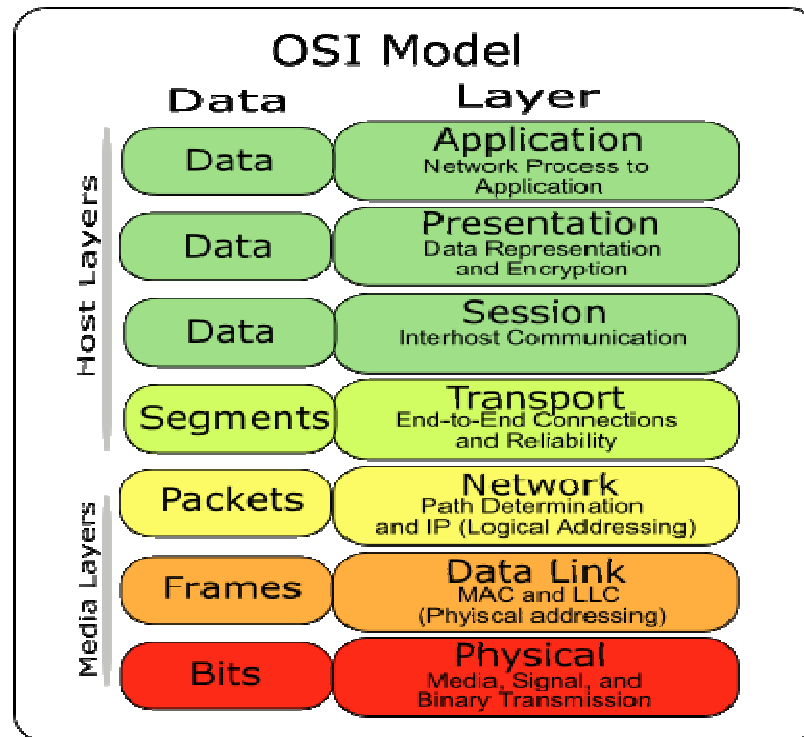 OSI Model
Data Layer
Host Layers
Data
Application
Network Process to
Application
Data
Presentation
Data Representation
and Encryption
Data
Session
Interhost Communication
Segments
Transport
End-to-End Connections
and Reliability
Media Layers
Packets
Network
Path Determination
and IP (Logical Addressing)
Frames
Data Link
MAC and LLC
(Phyiscal addressing)
Bits
Physical
Media, Signal, and
Binary Transmission